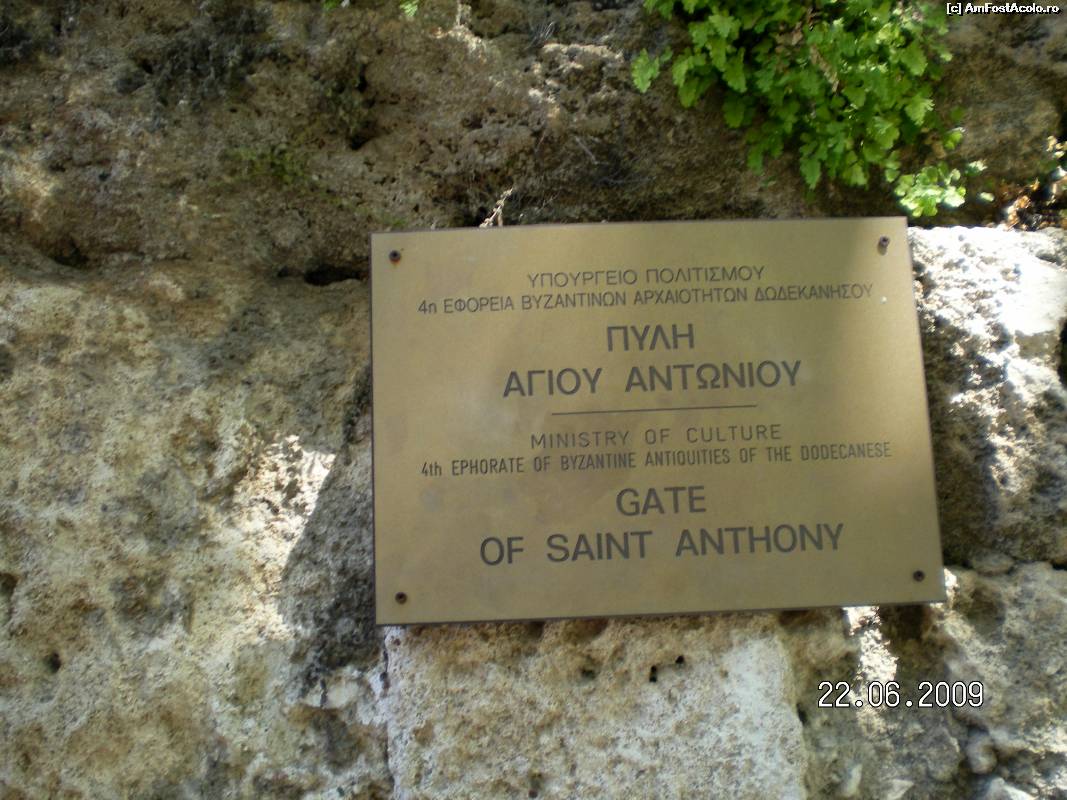 [c] AmFostAcolo.ro
ΥΠΟΥΡΓΕΙΟ ΠΟΛΙΤΙΣΜΟΥ
4η ΕΦΟΡΕΙΑ ΒΥΖΑΝΤΙΝΩΝ ΑΡΧΑΙΟΤΗΤΩΝ ΔΩΔΕΚΑΝΗΣΟΥ
ΠΥΛΗ
ΑΓΙΟΥ ΑΝΤΩΝΙΟΥ
MINISTRY OF CULTURE
4th EPHORATE OF BYZANTINE ANTIQUITIES OF THE DODECANESE
GATE
OF SAINT ANTHONY
22.06.2009